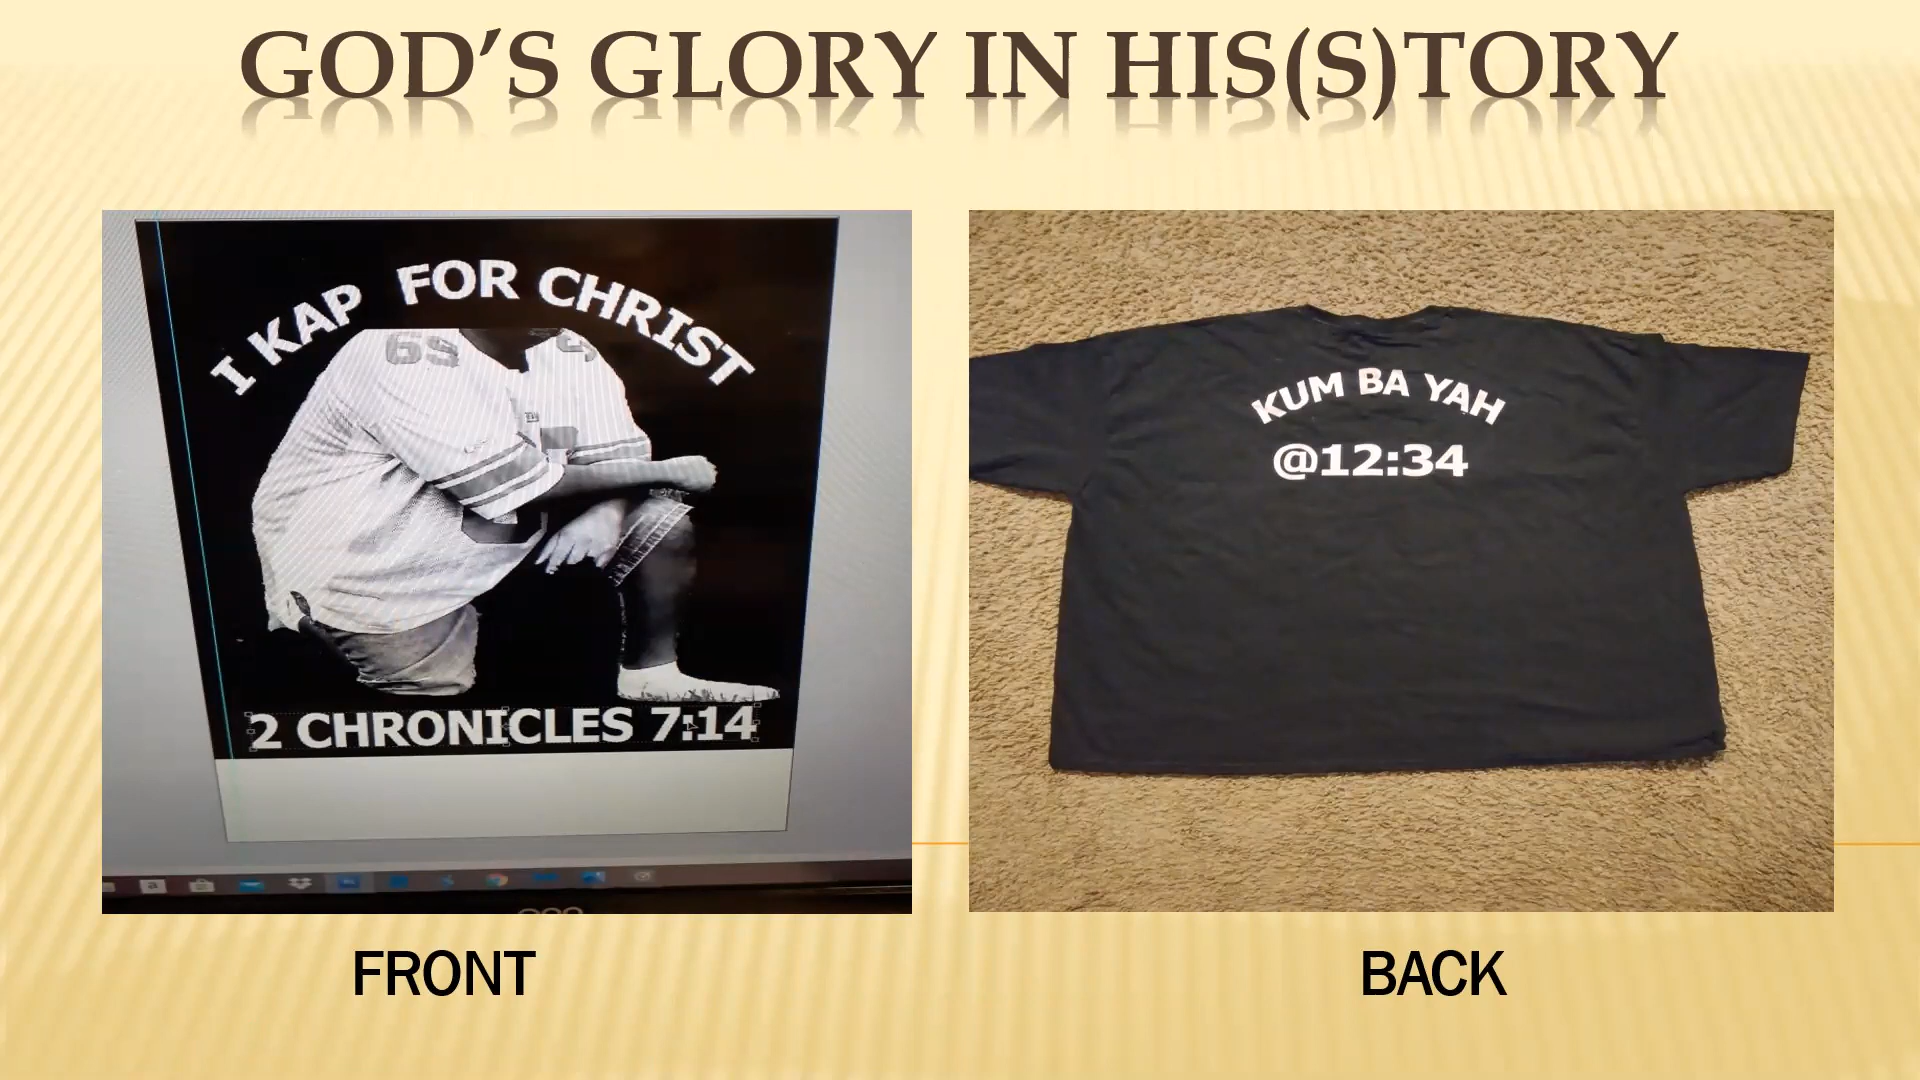 GOD'S GLORY IN HIS(S)TORY
I KAP FOR CHRIST
69
2 CHRONICLES 7:14
KUM BA YAH
@12:34
FRONT
BACK